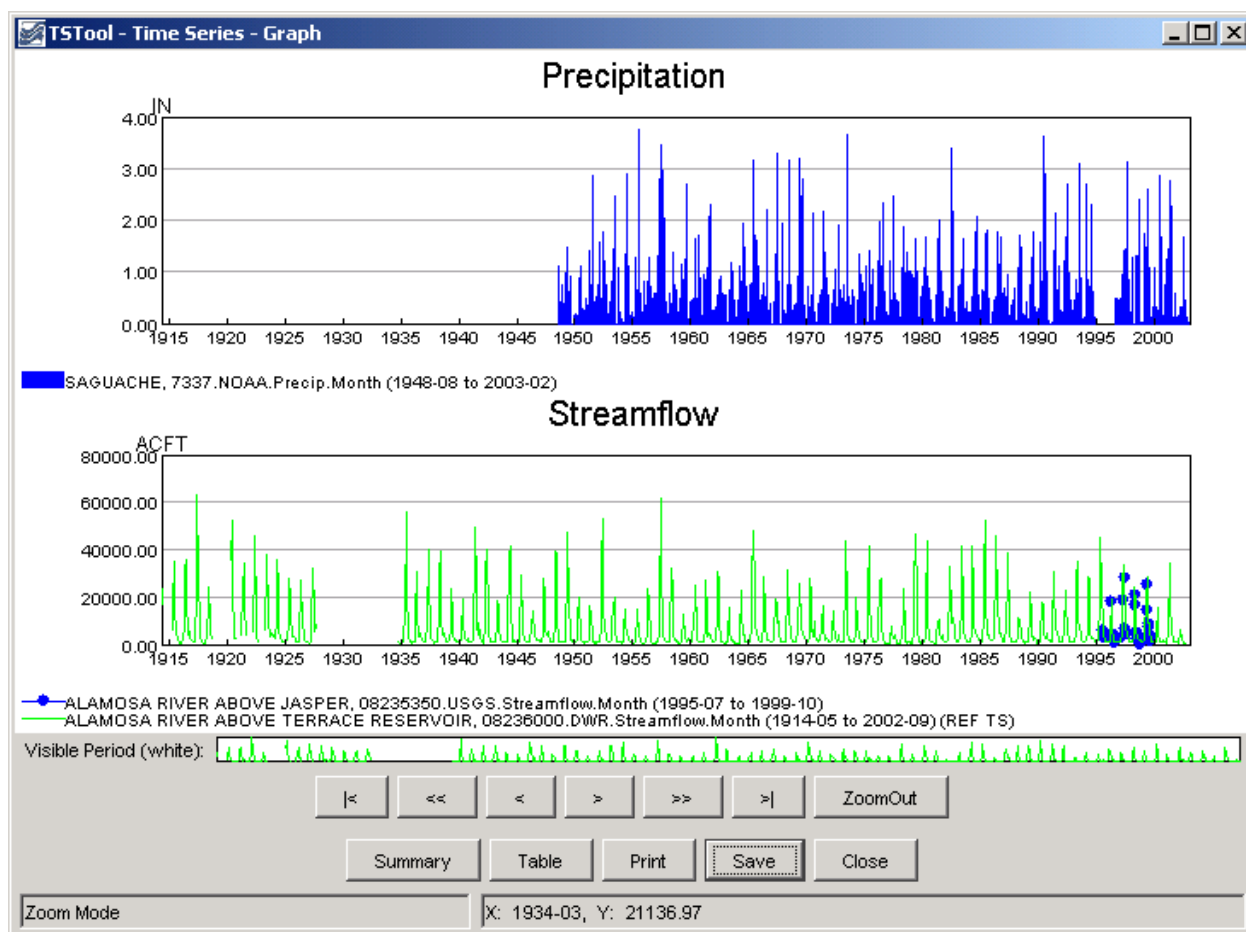 TSTool - Time Series - Graph
Precipitation
IN
4.00
3.00
2.00
1.00
0.00
1915 1920 1925 1930 1935 1940 1945 1950 1955 1960 1965 1970 1975 1980 1985 1990 1995 2000
SAGUACHE, 7337.NOAA.Precip.Month (1948-08 to 2003-02)
Streamflow
ACFT
80000.00
60000.00
40000.00
20000.00
0.00
1915 1920 1925 1930 1935 1940 1945 1950 1955 1960 1965 1970 1975 1980 1985 1990 1995 2000
ALAMOSA RIVER ABOVE JASPER, 08235350.USGS.Streamflow.Month (1995-07 to 1999-10)
ALAMOSA RIVER ABOVE TERRACE RESERVOIR, 08236000.DWR.Streamflow.Month (1914-05 to 2002-09) (REF TS)
Visible Period (white):
|< << < > >> >| ZoomOut
Summary Table Print Save Close
Zoom Mode X: 1934-03, Y: 21136.97